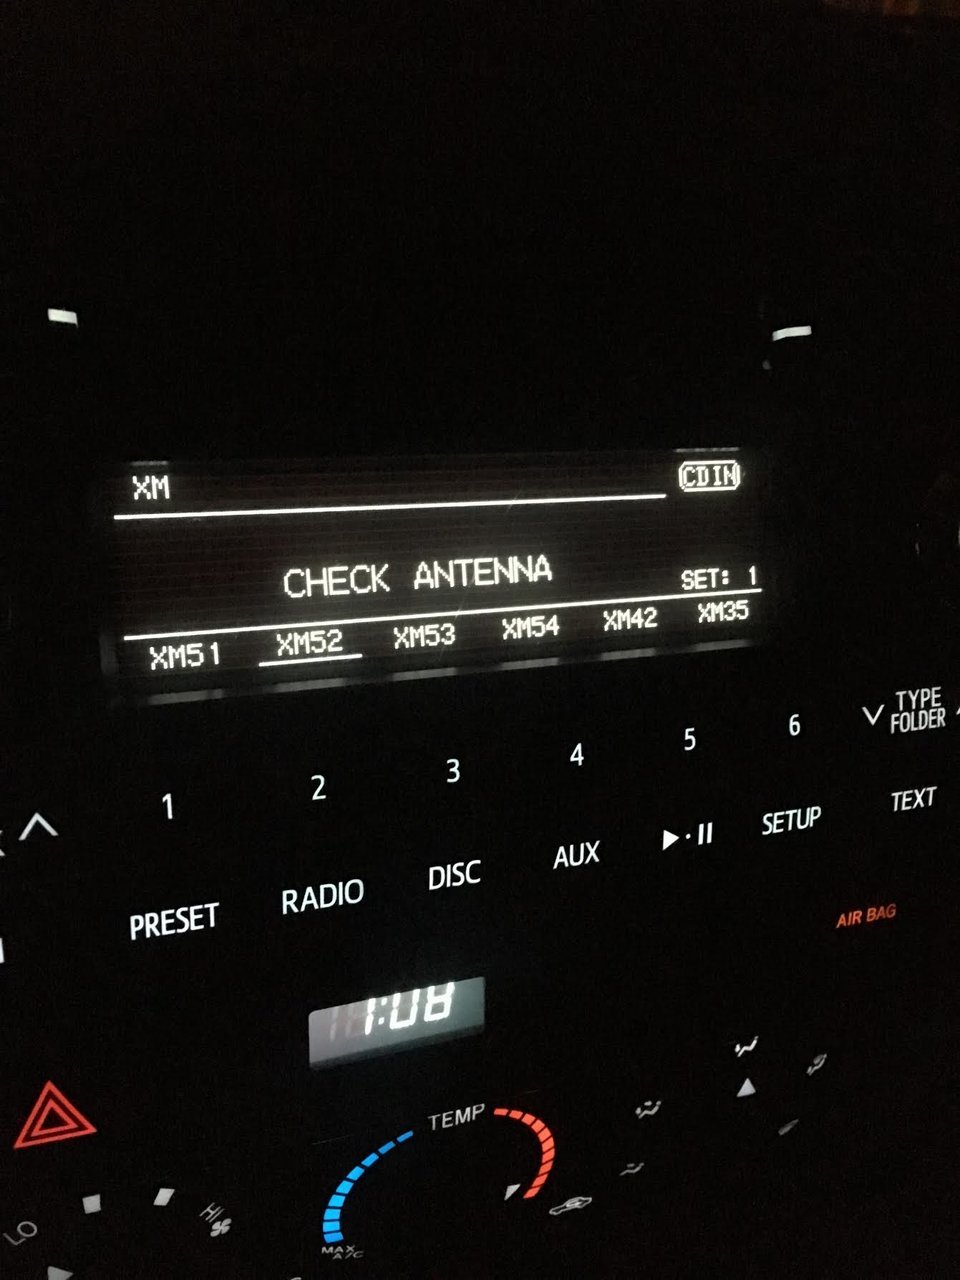 XM
CD IN
CHECK ANTENNA
SET: 1
XM51 XM52 XM53 XM54 XM42 XM35
1 2 3 4 5 6
TYPE
FOLDER
PRESET RADIO DISC AUX SETUP TEXT
AIR BAG
1:08
TEMP
LO
HI
MAX
A/C